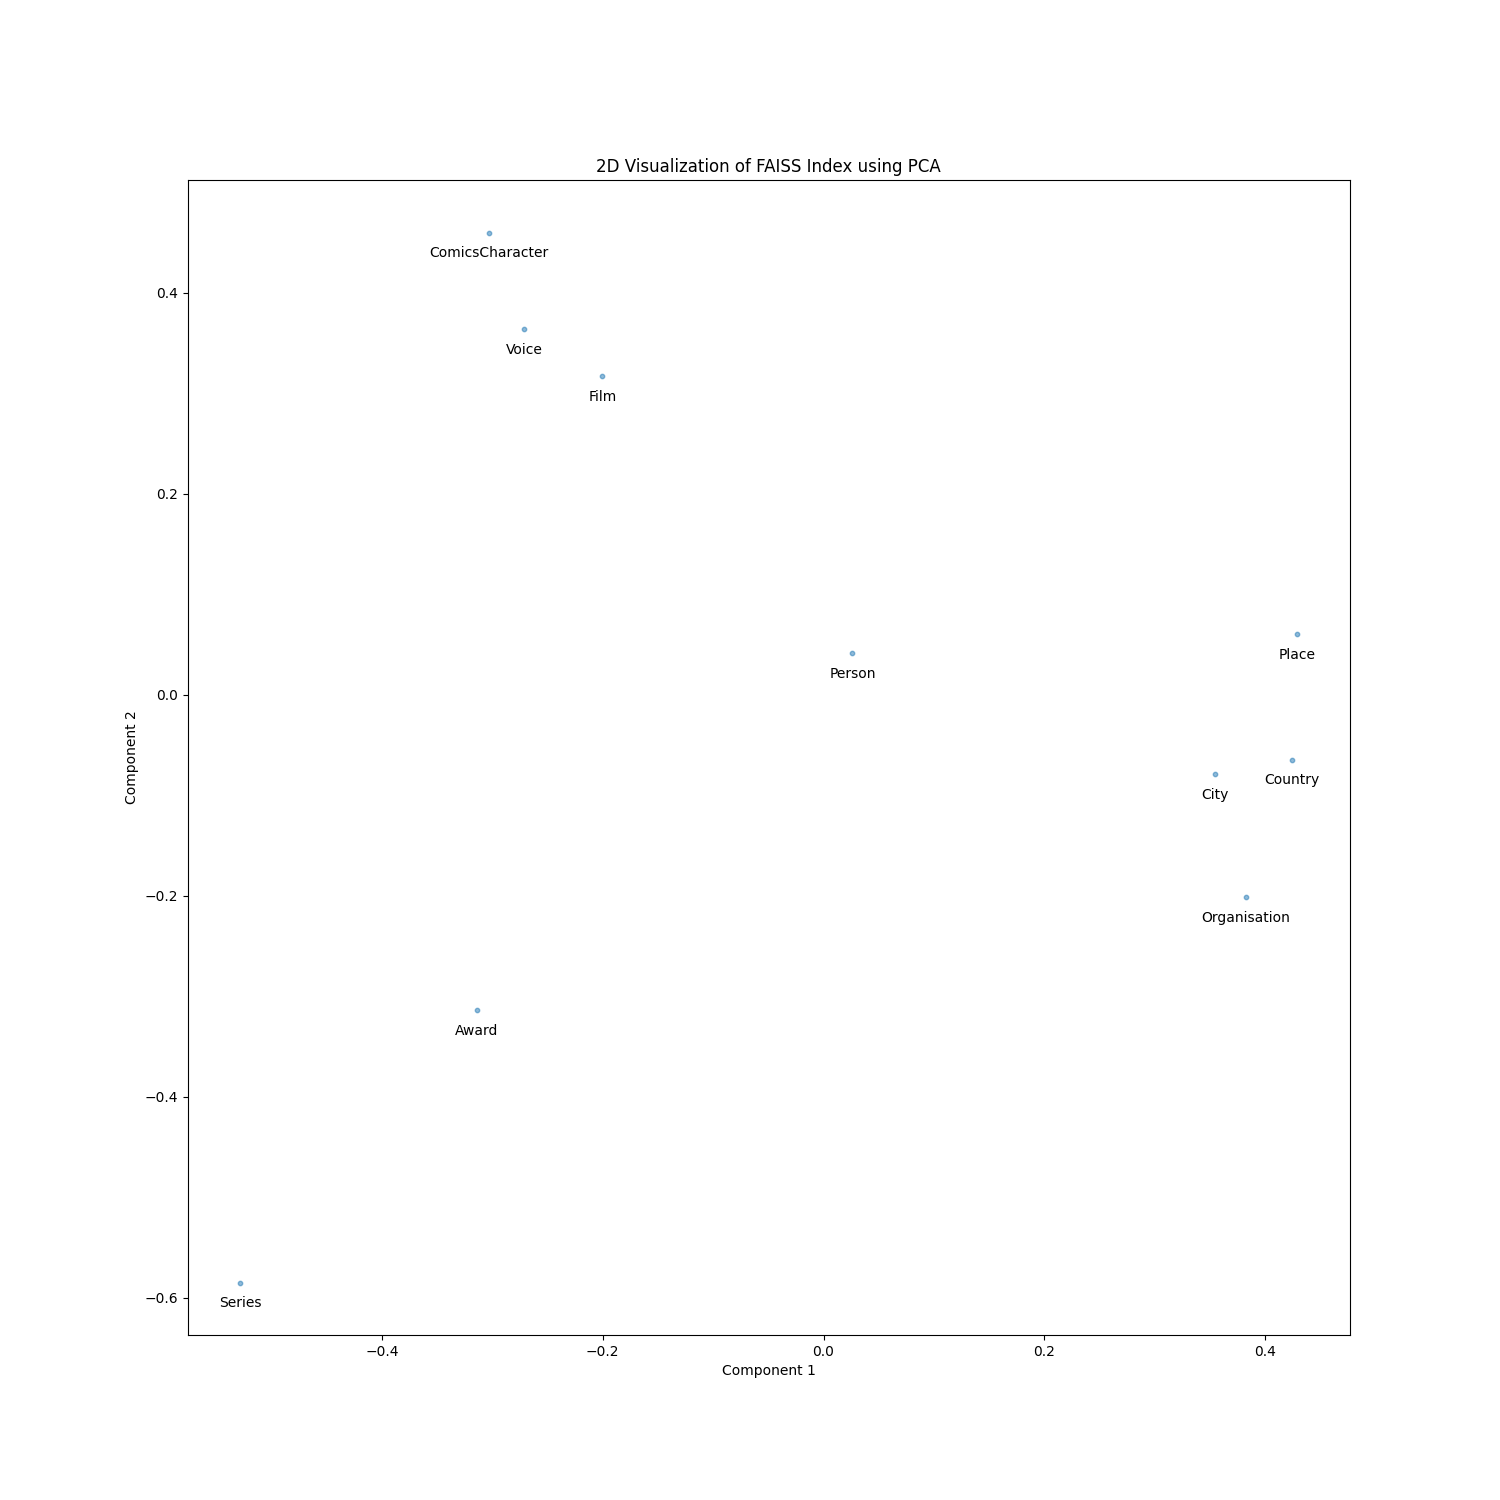 2D Visualization of FAISS Index using PCA
ComicsCharacter
0.4
Voice
Film
0.2
Place
Person
0.0
Component 2
Country
City
−0.2
Organisation
Award
−0.4
−0.6
Series
−0.4
−0.2
0.0
0.2
0.4
Component 1